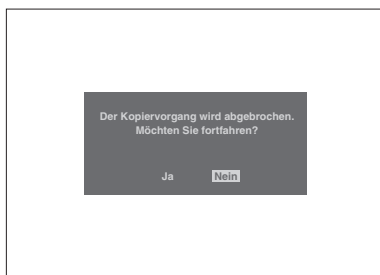 Der Kopiervorgang wird abgebrochen.
Möchten Sie fortfahren?
Ja Nein